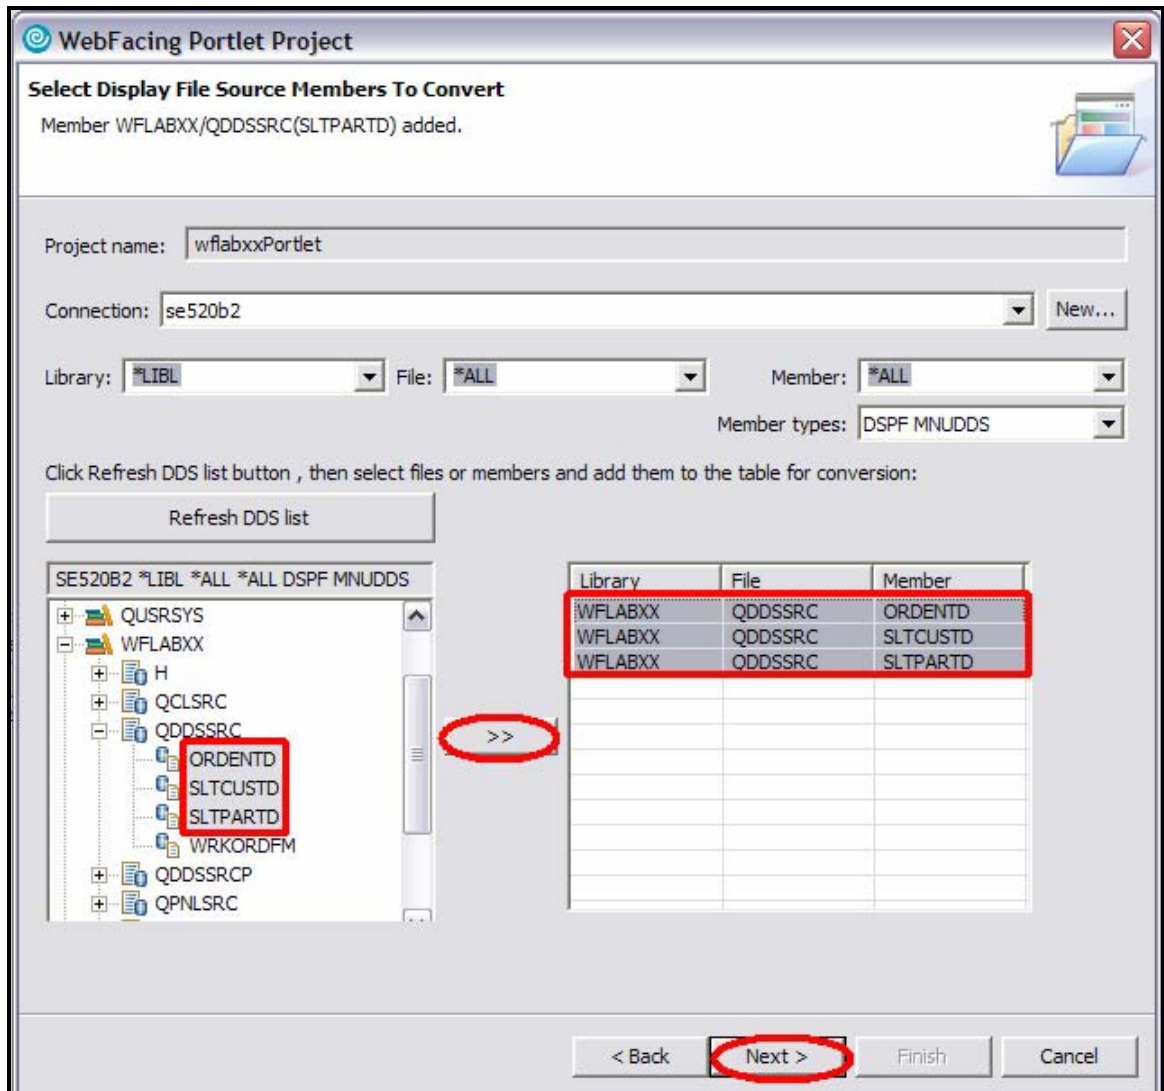 WebFacing Portlet Project
Select Display File Source Members To Convert
Member WFLABXX/QDDSSRC(SLTPARTD) added.
Project name: wflabxxPortlet
Connection: se520b2 New...
Library: *LIBL File: *ALL Member: *ALL
Member types: DSPF MNUDDS
Click Refresh DDS list button , then select files or members and add them to the table for conversion:
Refresh DDS list
SE520B2 *LIBL *ALL *ALL DSPF MNUDDS
QUSRSYS
WFLABXX
H
QCLSRC
QDDSSRC
ORDENTD
SLTCUSTD
SLTPARTD
WRKORDFM
QDDSSRCP
QPNLSRC
>>
Library File Member
WFLABXX QDDSSRC ORDENTD
WFLABXX QDDSSRC SLTCUSTD
WFLABXX QDDSSRC SLTPARTD
< Back Next > Finish Cancel